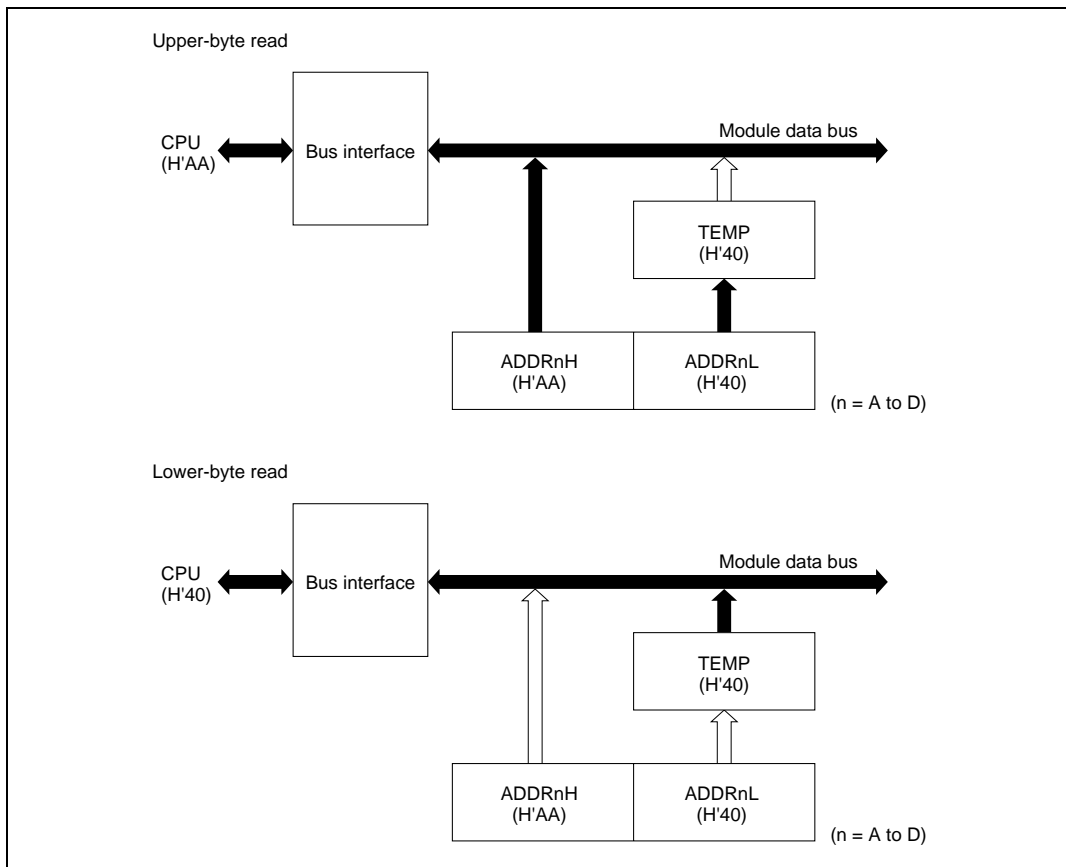 Upper-byte read
CPU
(H'AA)
Bus interface
Module data bus
TEMP
(H'40)
ADDRnH
(H'AA)
ADDRnL
(H'40)
(n = A to D)
Lower-byte read
CPU
(H'40)
Bus interface
Module data bus
TEMP
(H'40)
ADDRnH
(H'AA)
ADDRnL
(H'40)
(n = A to D)